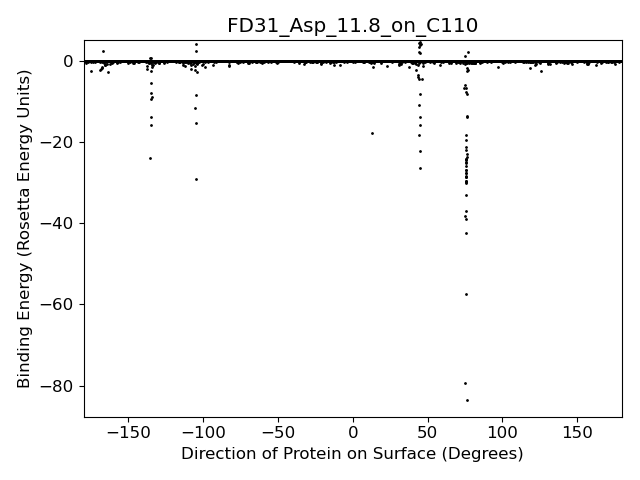 FD31_Asp_11.8_on_C110
Binding Energy (Rosetta Energy Units)
0
−20
−40
−60
−80
−150 −100 −50 0 50 100 150
Direction of Protein on Surface (Degrees)